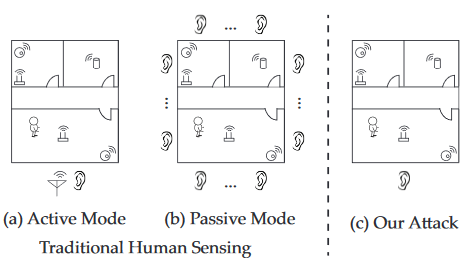 (a) Active Mode
(b) Passive Mode
(c) Our Attack
Traditional Human Sensing